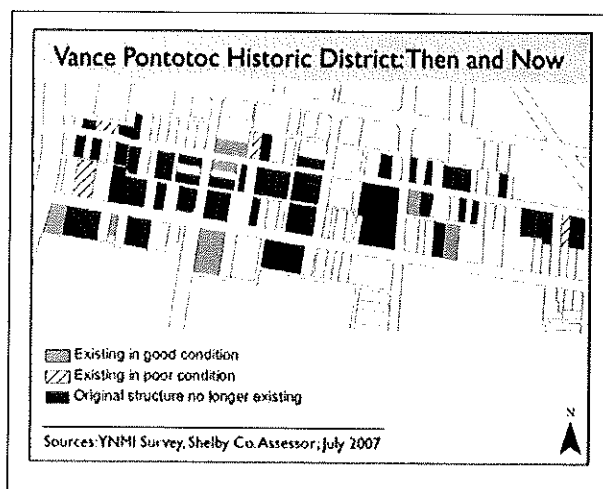 Vance Pontotoc Historic District: Then and Now
Existing in good condition
Existing in poor condition
Original structure no longer existing
N
Sources: YNMI Survey, Shelby Co. Assessor; July 2007